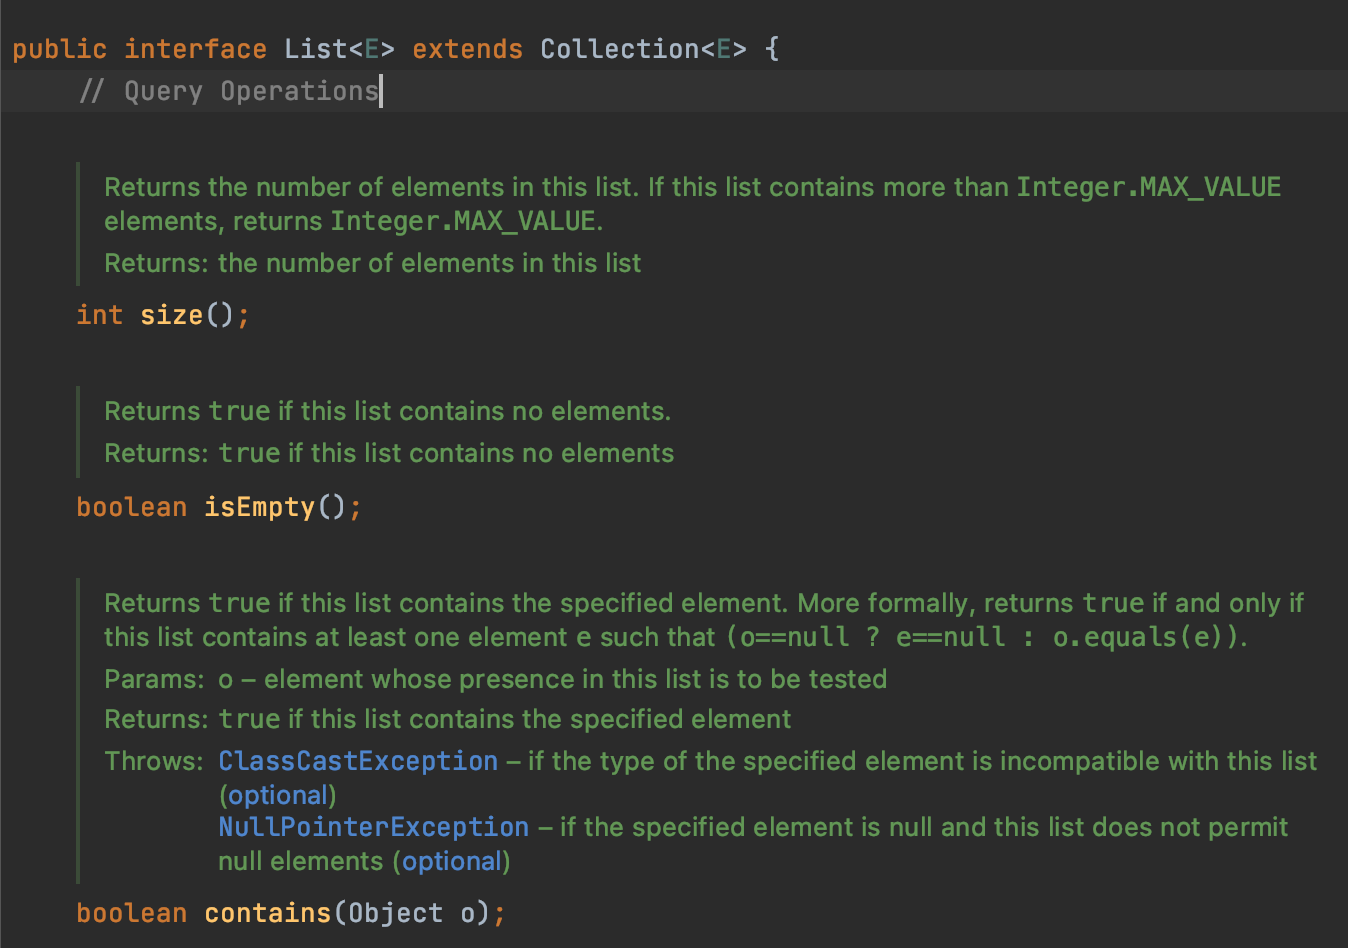 public interface List<E> extends Collection<E> {
// Query Operations
Returns the number of elements in this list. If this list contains more than Integer.MAX_VALUE
elements, returns Integer.MAX_VALUE.
Returns: the number of elements in this list
int size();
Returns true if this list contains no elements.
Returns: true if this list contains no elements
boolean isEmpty();
Returns true if this list contains the specified element. More formally, returns true if and only if
this list contains at least one element e such that (o==null ? e==null : o.equals(e)).
Params: o – element whose presence in this list is to be tested
Returns: true if this list contains the specified element
Throws: ClassCastException – if the type of the specified element is incompatible with this list
(optional)
NullPointerException – if the specified element is null and this list does not permit
null elements (optional)
boolean contains(Object o);